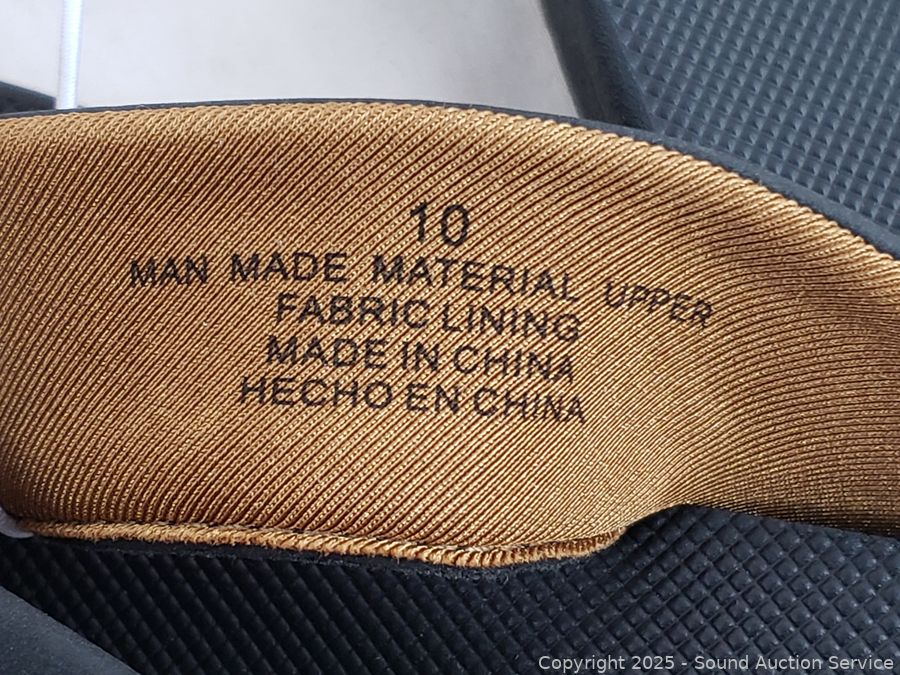 10
MAN MADE MATERIAL UPPER
FABRIC LINING
MADE IN CHINA
HECHO EN CHINA
Copyright 2025 - Sound Auction Service